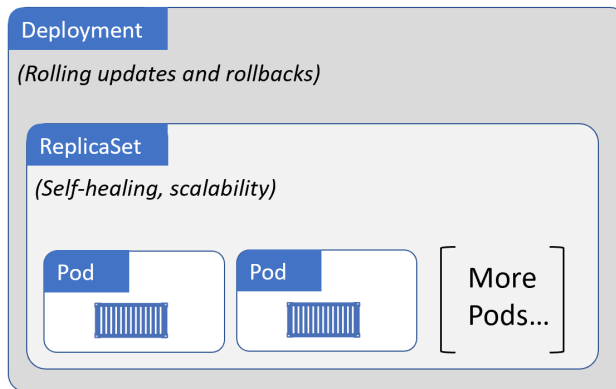 Deployment
(Rolling updates and rollbacks)
ReplicaSet
(Self-healing, scalability)
Pod
Pod
More
Pods...